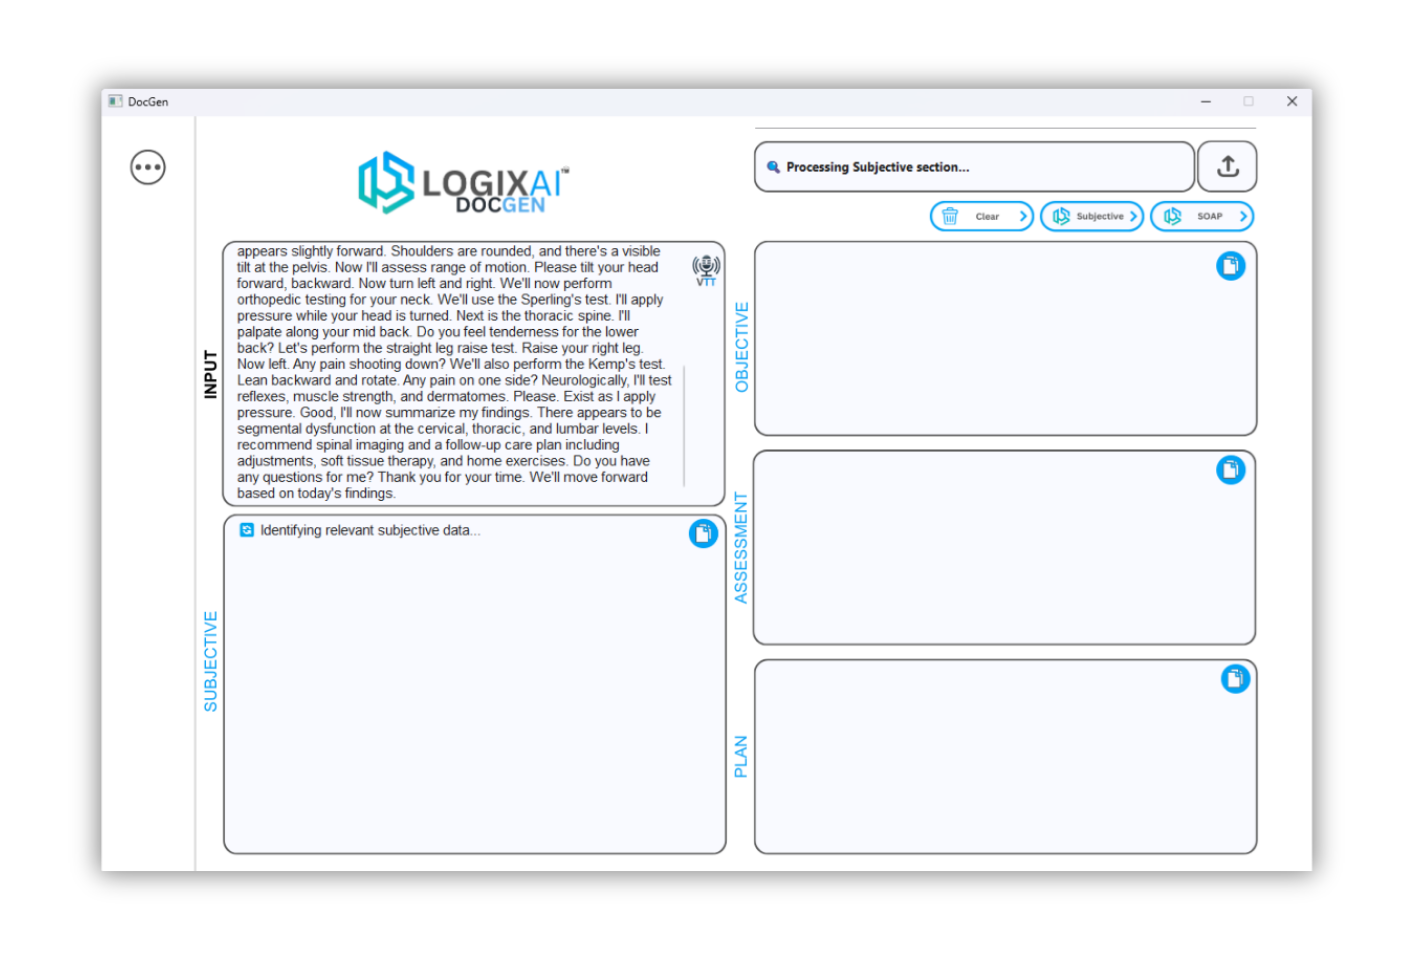 DocGen
LOGIXAI™
DOCGEN
Processing Subjective section...
Clear
Subjective
SOAP
INPUT
appears slightly forward. Shoulders are rounded, and there's a visible
tilt at the pelvis. Now I'll assess range of motion. Please tilt your head
forward, backward. Now turn left and right. We'll now perform
orthopedic testing for your neck. We'll use the Sperling's test. I'll apply
pressure while your head is turned. Next is the thoracic spine. I'll
palpate along your mid back. Do you feel tenderness for the lower
back? Let's perform the straight leg raise test. Raise your right leg.
Now left. Any pain shooting down? We'll also perform the Kemp's test.
Lean backward and rotate. Any pain on one side? Neurologically, I'll test
reflexes, muscle strength, and dermatomes. Please. Exist as I apply
pressure. Good, I'll now summarize my findings. There appears to be
segmental dysfunction at the cervical, thoracic, and lumbar levels. I
recommend spinal imaging and a follow-up care plan including
adjustments, soft tissue therapy, and home exercises. Do you have
any questions for me? Thank you for your time. We'll move forward
based on today's findings.
VTT
SUBJECTIVE
Identifying relevant subjective data...
OBJECTIVE
ASSESSMENT
PLAN